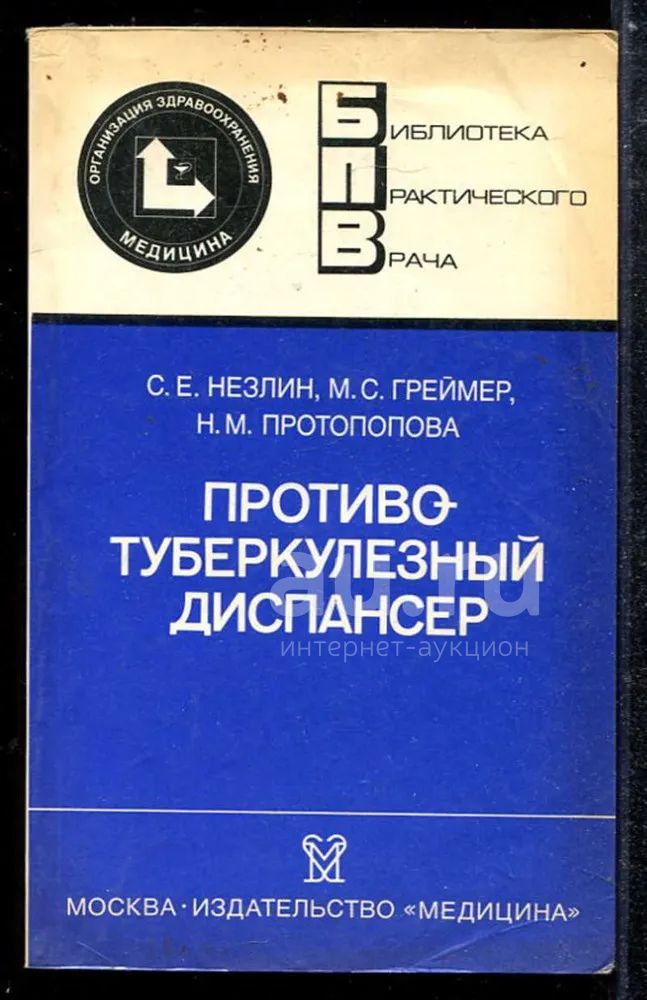 ОРГАНИЗАЦИЯ ЗДРАВООХРАНЕНИЯ
МЕДИЦИНА
БИБЛИОТЕКА
ПРАКТИЧЕСКОГО
ВРАЧА
С. Е. НЕЗЛИН, М. С. ГРЕЙМЕР,
Н. М. ПРОТОПОПОВА
ПРОТИВО-
ТУБЕРКУЛЕЗНЫЙ
ДИСПАНСЕР
au.ru
интернет-аукцион
МОСКВА · ИЗДАТЕЛЬСТВО «МЕДИЦИНА»